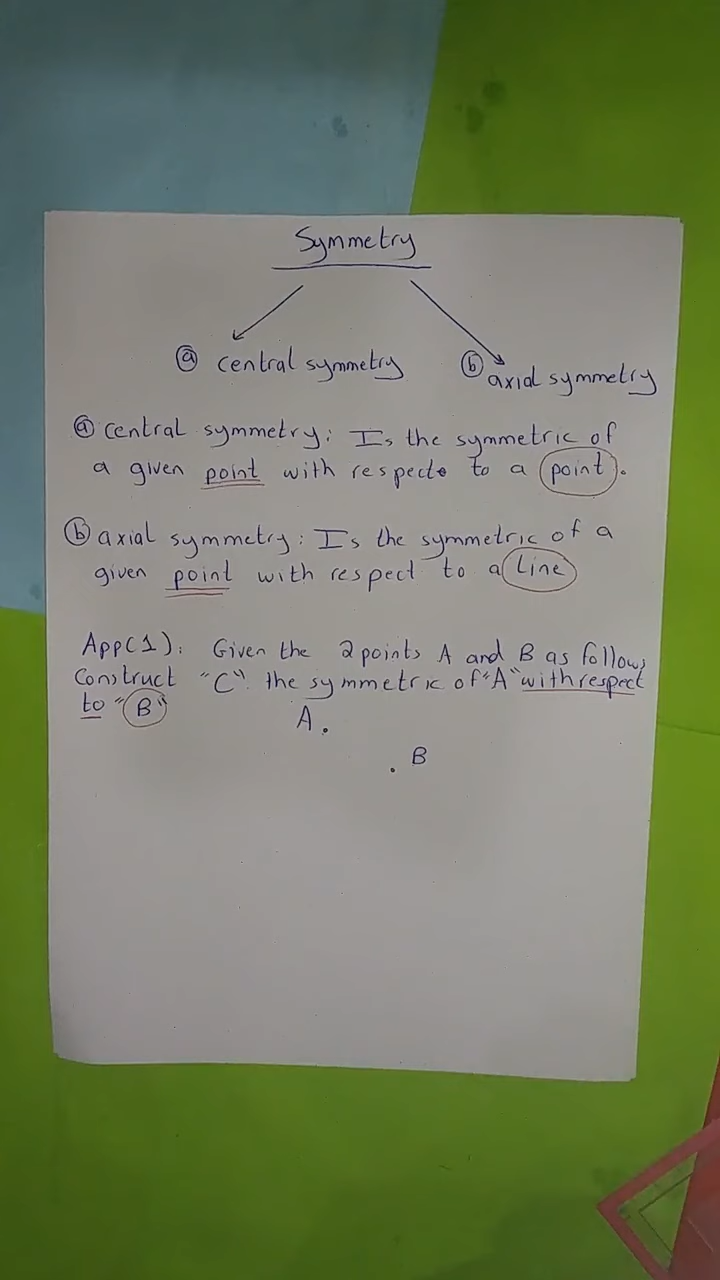 Symmetry
ⓐ central symmetry
ⓑ axial symmetry
ⓐ central symmetry: Is the symmetric of
a given point with respecte to a point.
ⓑ axial symmetry: Is the symmetric of a
given point with respect to a Line
App(1): Given the 2 points A and B as follows
Construct "C" the symmetric of "A" with respect
to "B"
A.
. B